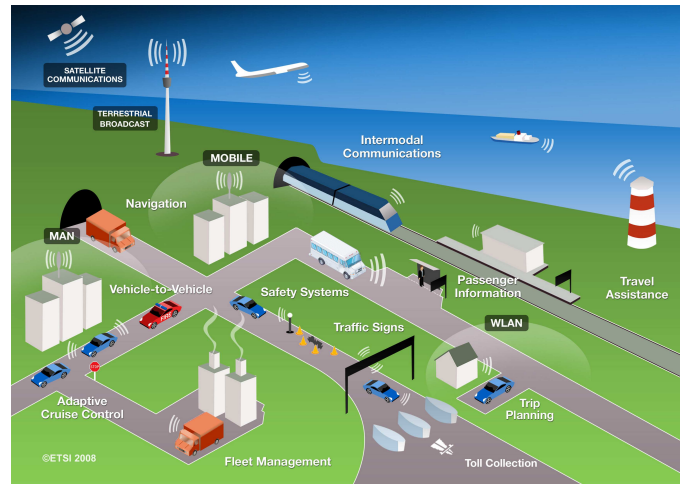 SATELLITE
COMMUNICATIONS
TERRESTRIAL
BROADCAST
MOBILE
Intermodal
Communications
Navigation
MAN
Vehicle-to-Vehicle
Safety Systems
Passenger
Information
Travel
Assistance
Traffic Signs
WLAN
STOP
Adaptive
Cruise Control
Trip
Planning
Fleet Management
Toll Collection
©ETSI 2008